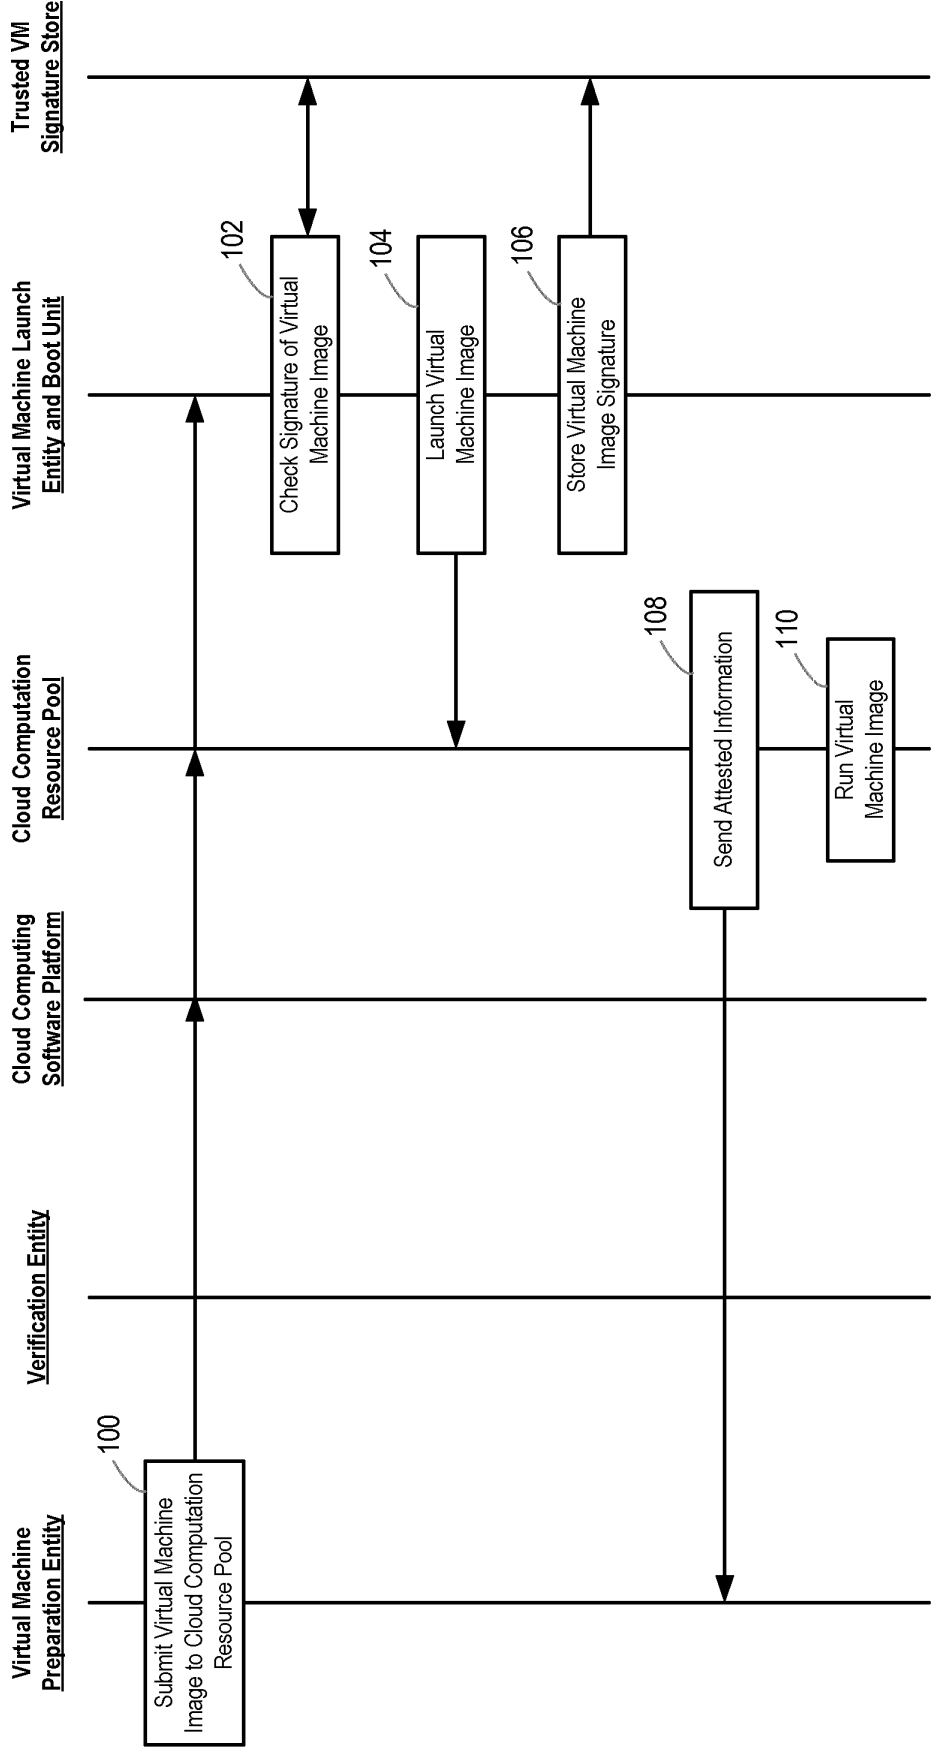 Virtual Machine
Preparation Entity
Verification Entity
Cloud Computing
Software Platform
Cloud Computation
Resource Pool
Virtual Machine Launch
Entity and Boot Unit
Trusted VM
Signature Store
100
Submit Virtual Machine
Image to Cloud Computation
Resource Pool
102
Check Signature of Virtual
Machine Image
104
Launch Virtual
Machine Image
106
Store Virtual Machine
Image Signature
108
Send Attested Information
110
Run Virtual
Machine Image